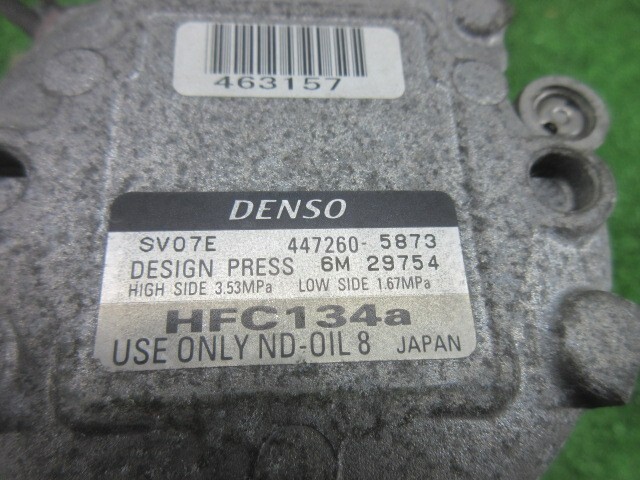 463157
DENSO
SV07E 447260-5873
DESIGN PRESS 6M 29754
HIGH SIDE 3.53MPa LOW SIDE 1.67MPa
HFC134a
USE ONLY ND-OIL 8 JAPAN